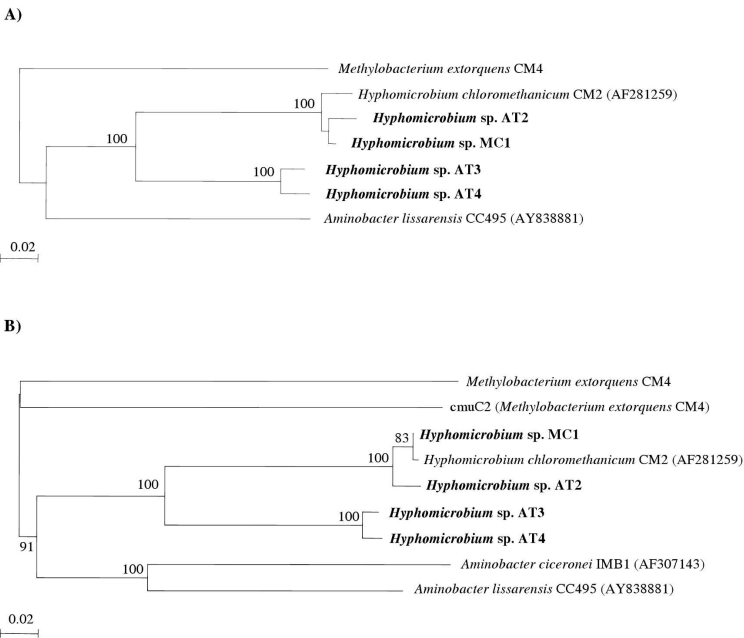 A)
Methylobacterium extorquens CM4
100
Hyphomicrobium chloromethanicum CM2 (AF281259)
Hyphomicrobium sp. AT2
100
Hyphomicrobium sp. MC1
100
Hyphomicrobium sp. AT3
Hyphomicrobium sp. AT4
Aminobacter lissarensis CC495 (AY838881)
0.02
B)
Methylobacterium extorquens CM4
cmuC2 (Methylobacterium extorquens CM4)
83
Hyphomicrobium sp. MC1
100
Hyphomicrobium chloromethanicum CM2 (AF281259)
100
Hyphomicrobium sp. AT2
100
Hyphomicrobium sp. AT3
Hyphomicrobium sp. AT4
91
100
Aminobacter ciceronei IMB1 (AF307143)
Aminobacter lissarensis CC495 (AY838881)
0.02